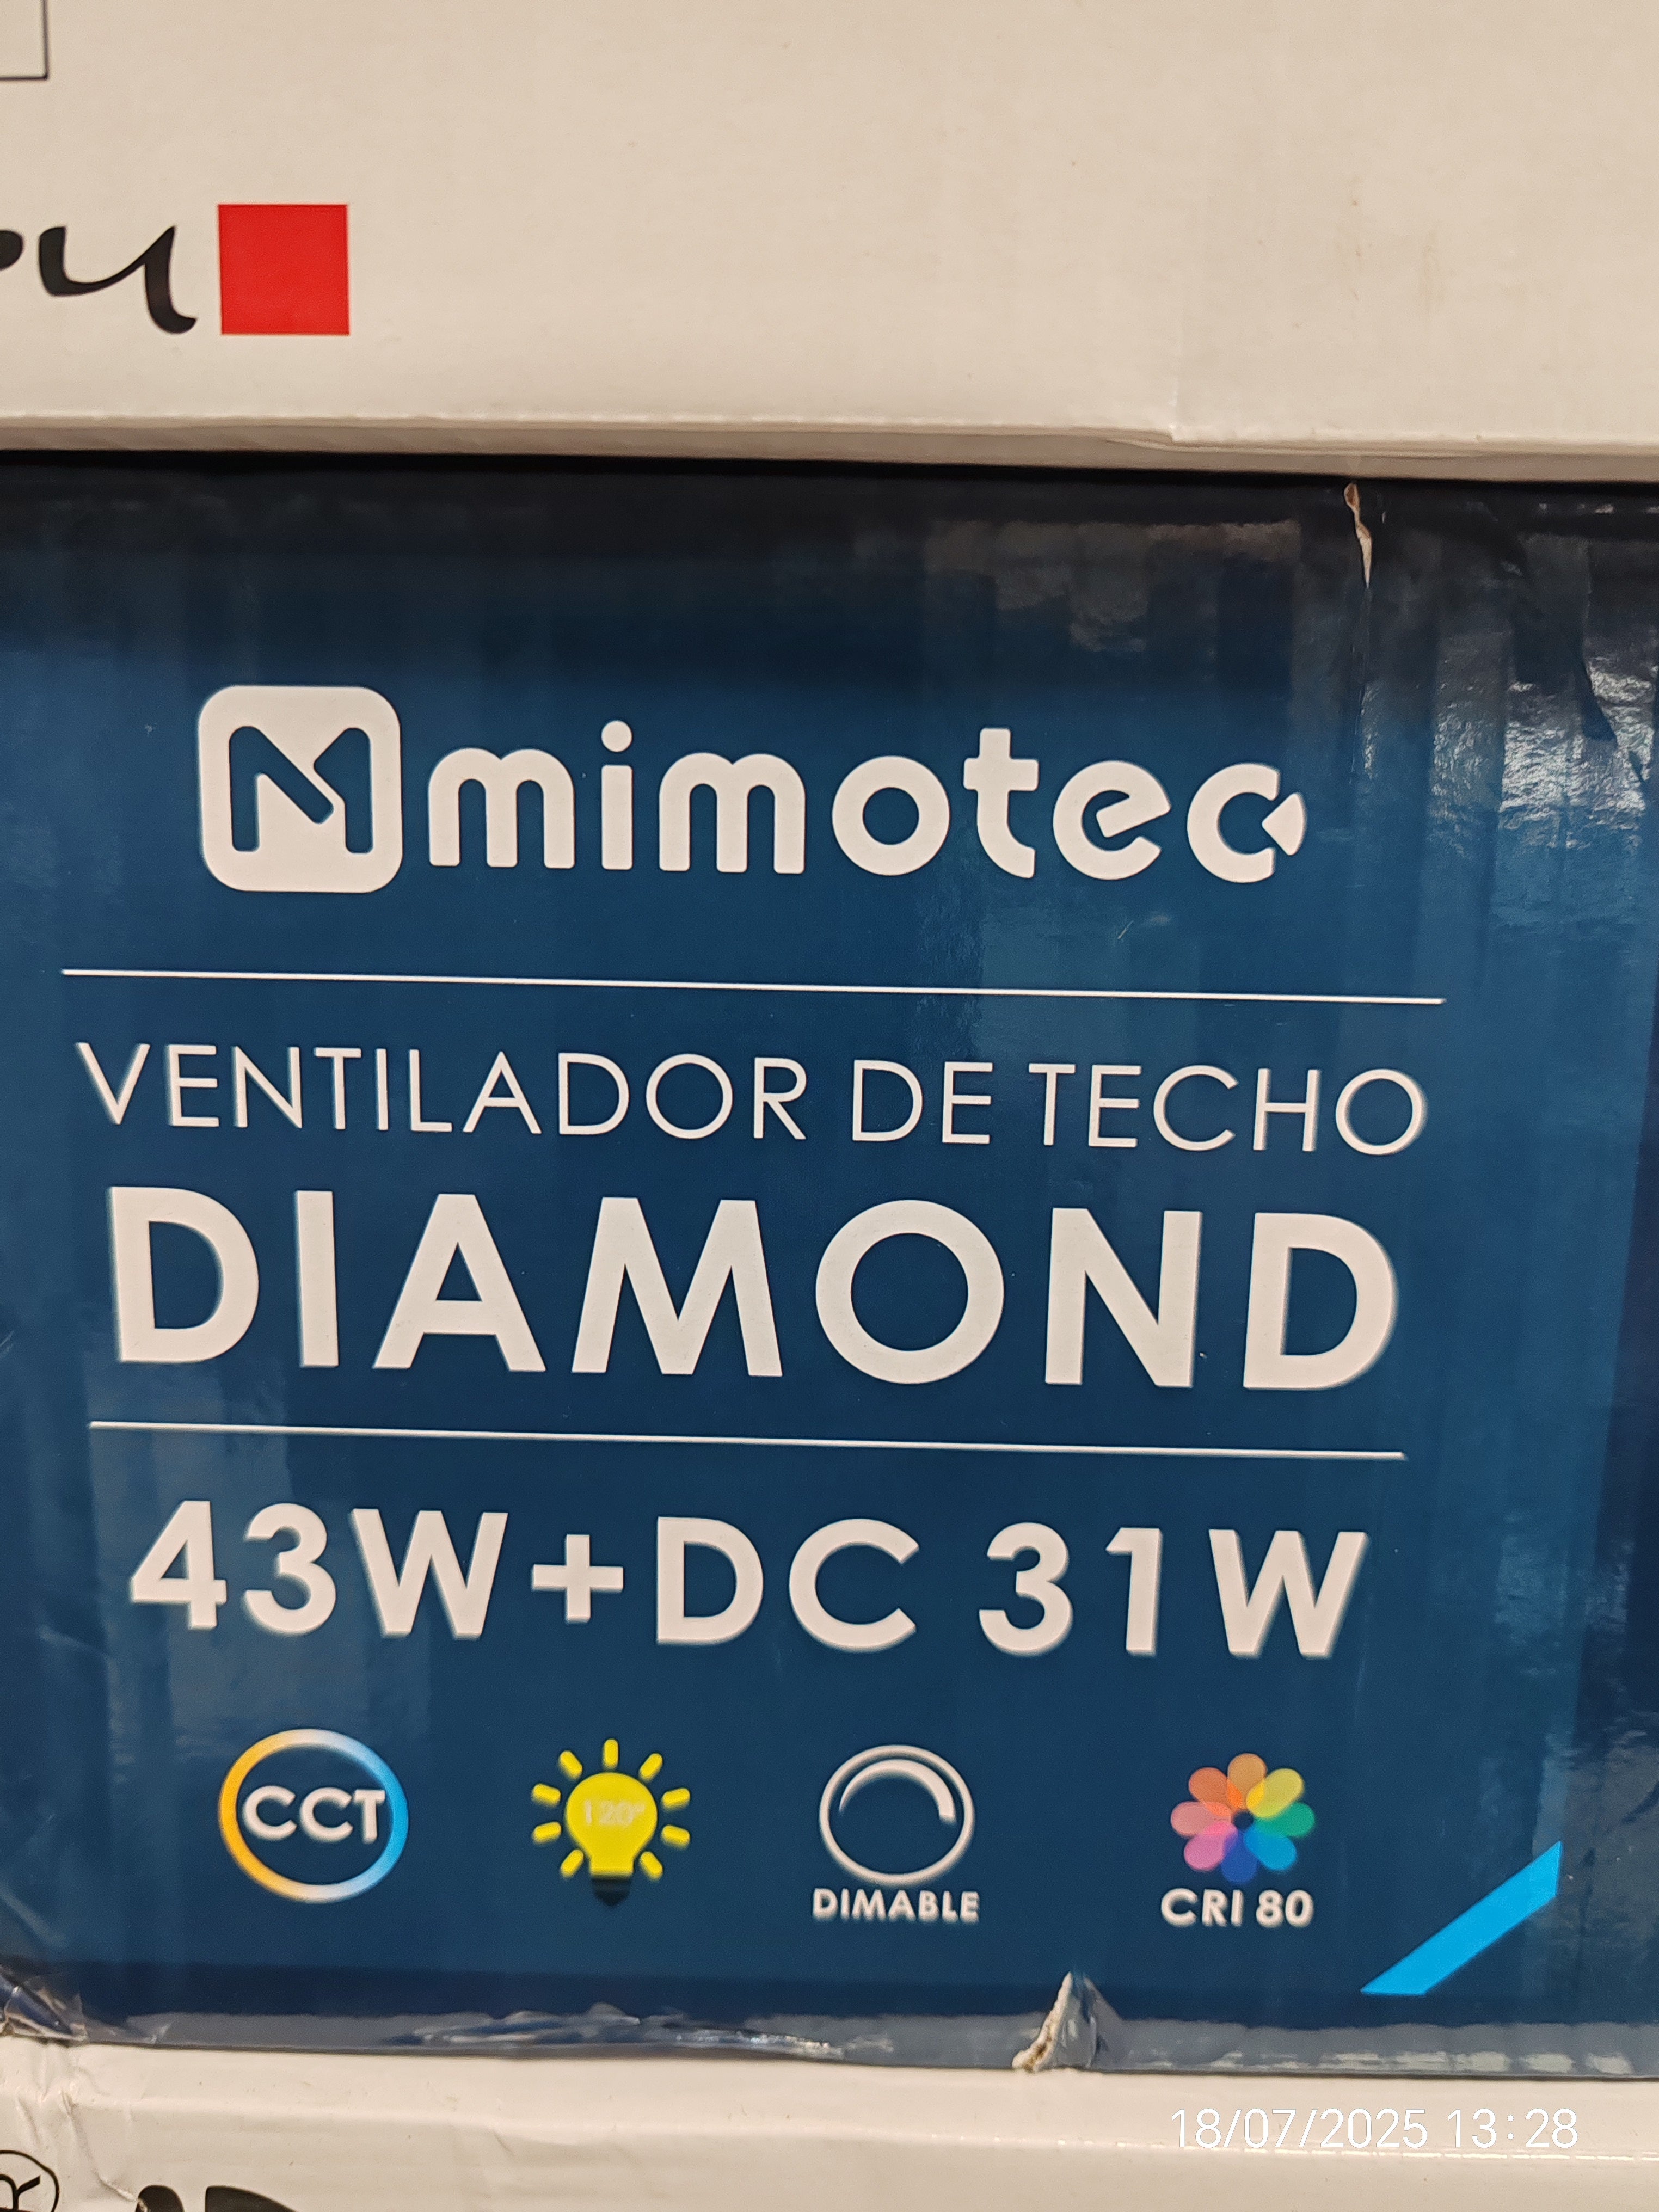 mimotec
VENTILADOR DE TECHO
DIAMOND
43W+DC 31W
CCT
120°
DIMABLE
CRI 80
18/07/2025 13:28